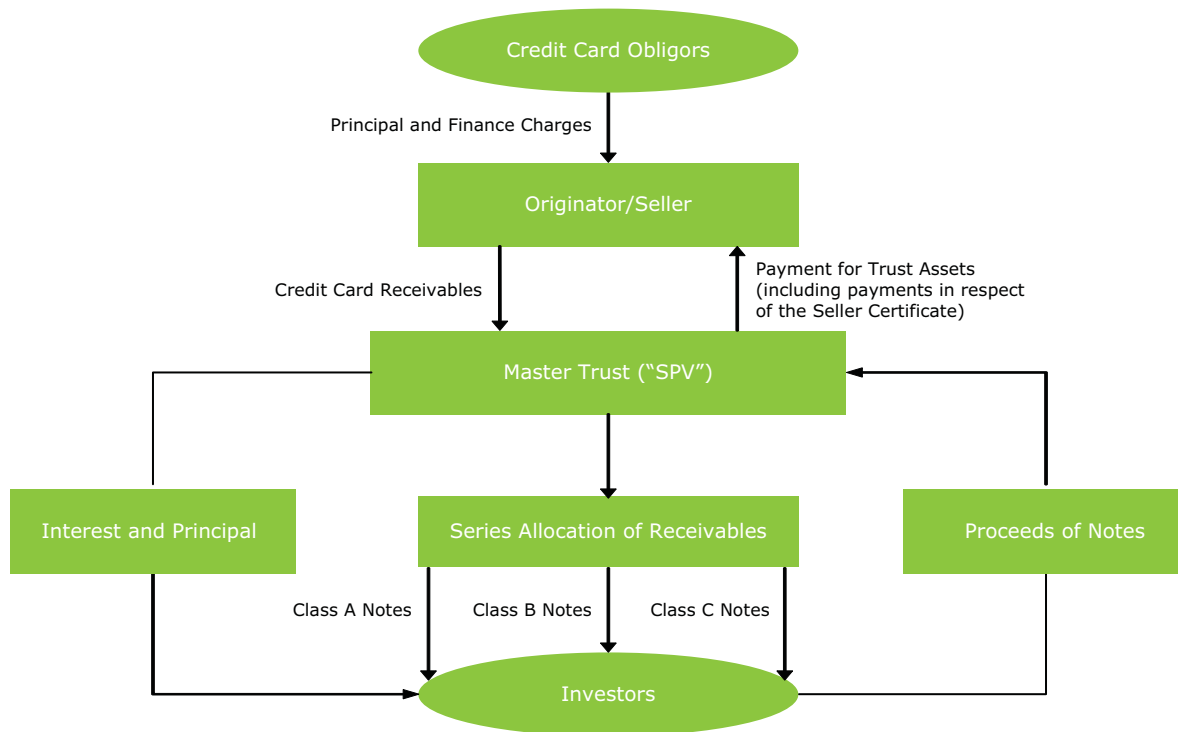 Credit Card Obligors
Principal and Finance Charges
Originator/Seller
Credit Card Receivables
Payment for Trust Assets
(including payments in respect
of the Seller Certificate)
Master Trust (“SPV”)
Interest and Principal
Series Allocation of Receivables
Proceeds of Notes
Class A Notes
Class B Notes
Class C Notes
Investors